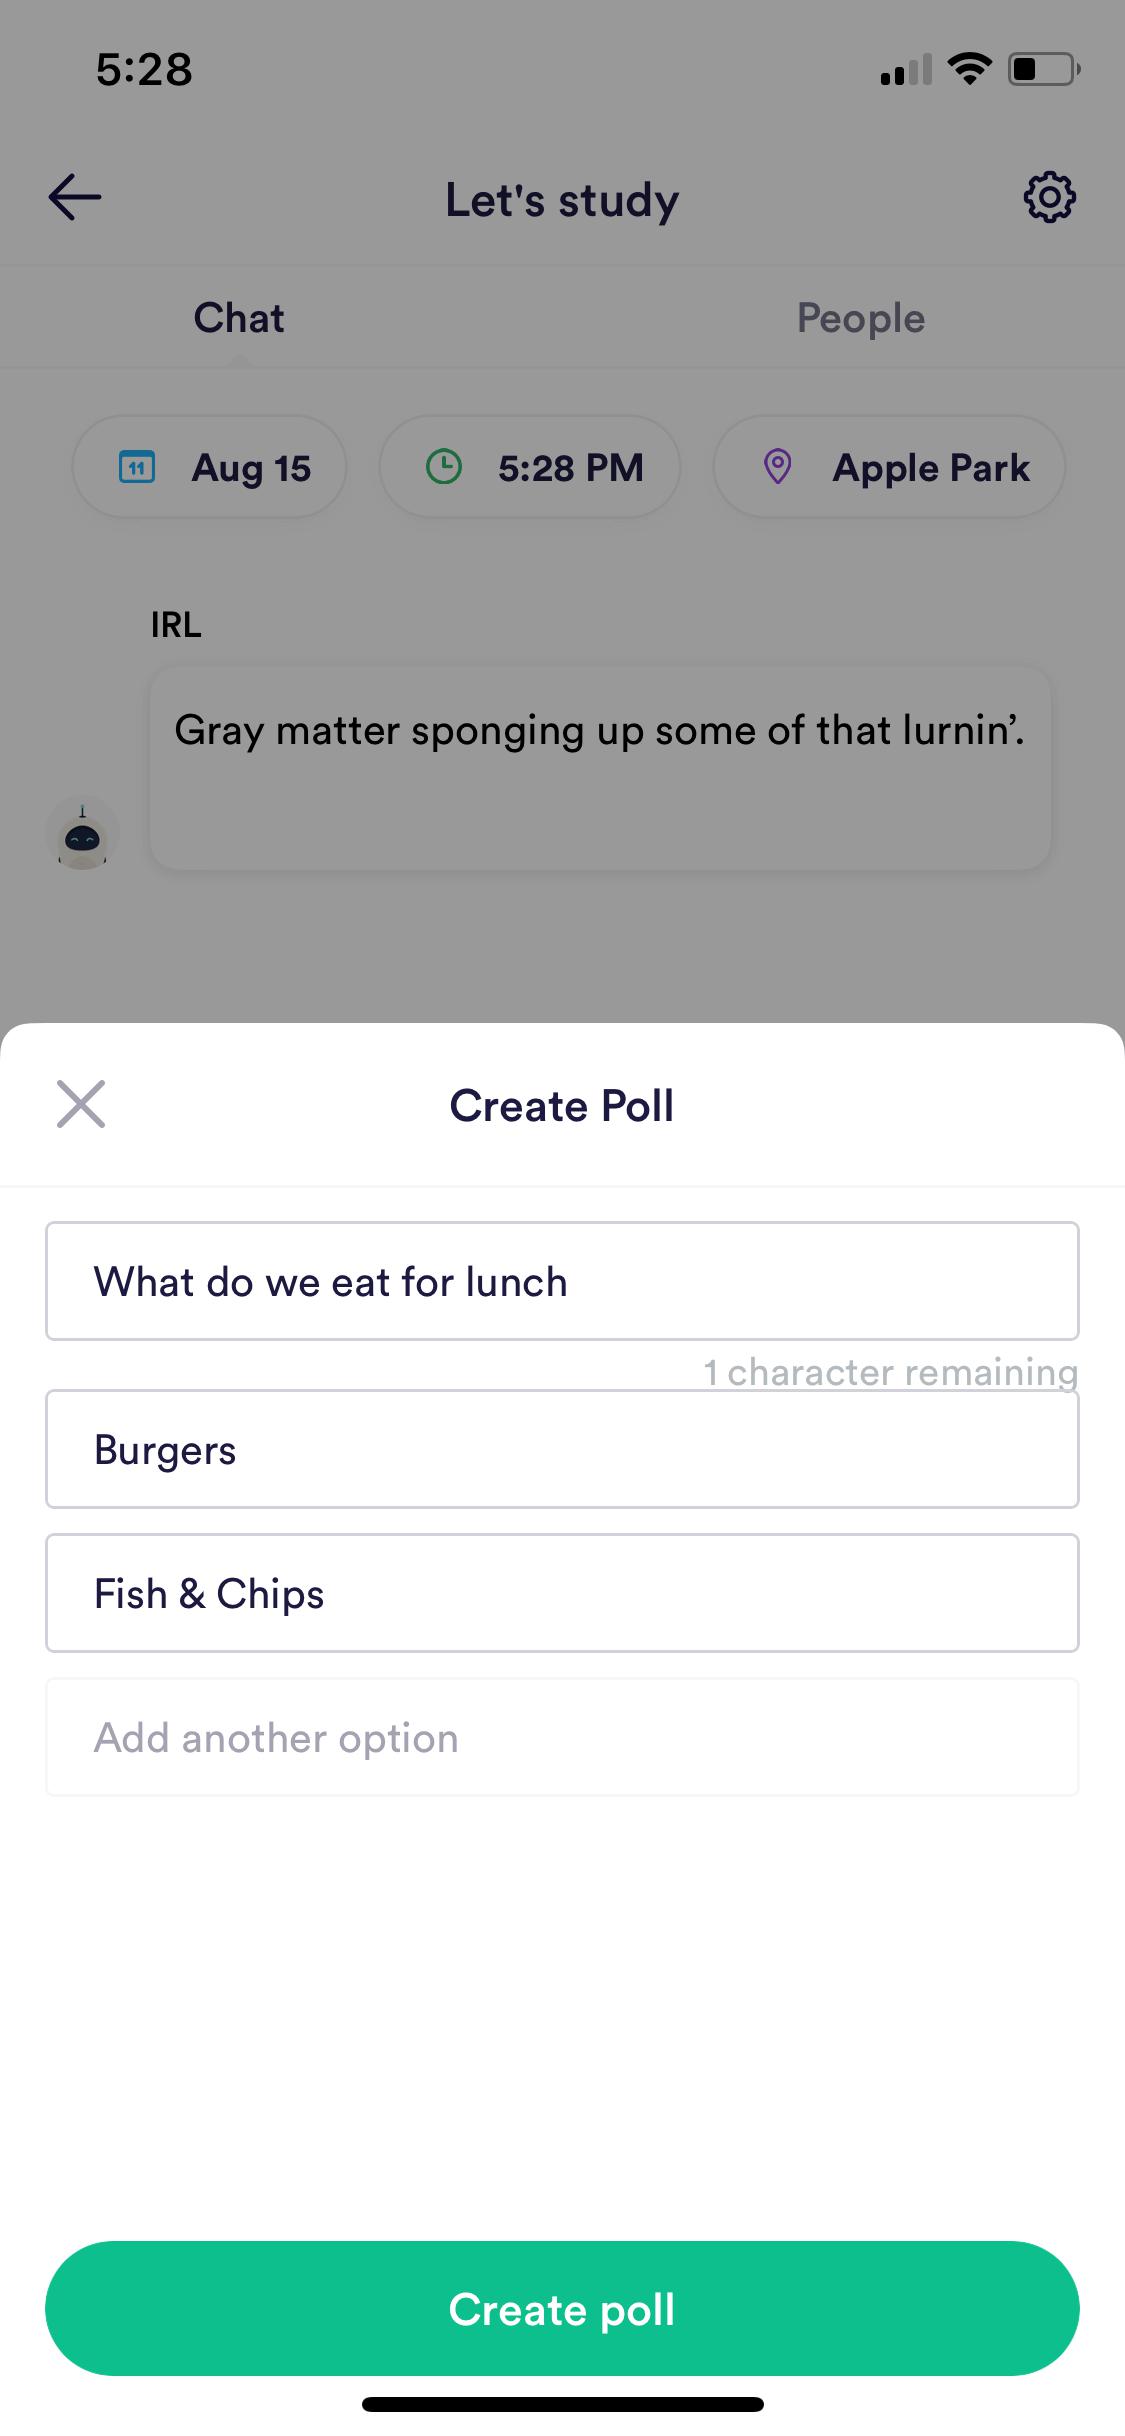 5:28
Let's study
Chat People
11 Aug 15 5:28 PM Apple Park
IRL
Gray matter sponging up some of that lurnin’.
Create Poll
What do we eat for lunch
1 character remaining
Burgers
Fish & Chips
Add another option
Create poll